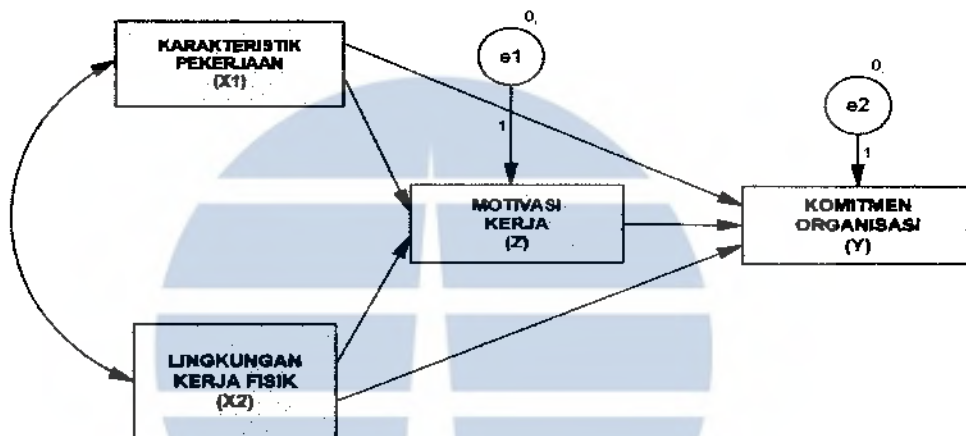 KARAKTERISTIK
PEKERJAAN
(X1)
0,
e1
1
0,
e2
1
MOTIVASI
KERJA
(Z)
KOMITMEN
ORGANISASI
(Y)
LINGKUNGAN
KERJA FISIK
(X2)